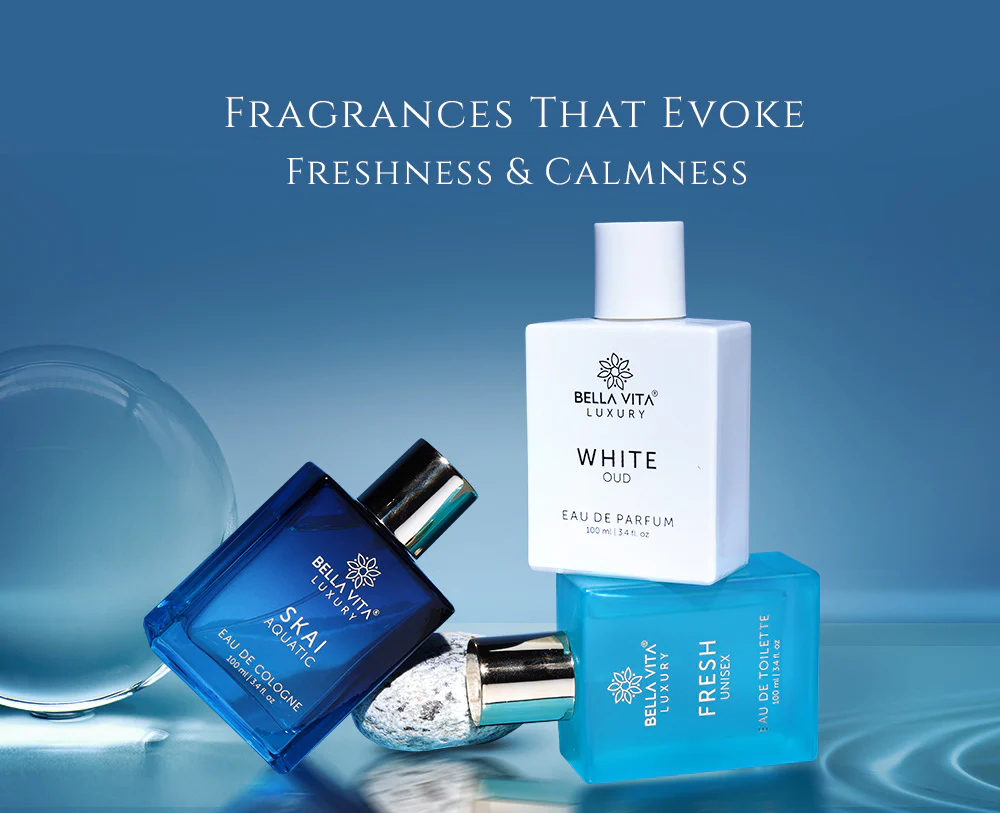 FRAGRANCES THAT EVOKE
FRESHNESS & CALMNESS
BELLA VITA®
LUXURY
WHITE
OUD
EAU DE PARFUM
100 ml | 3.4 fl. oz
BELLA VITA®
LUXURY
SKAI
AQUATIC
EAU DE COLOGNE
100 ml | 3.4 fl. oz
BELLA VITA®
LUXURY
FRESH
UNISEX
EAU DE TOILETTE
100 ml | 3.4 fl. oz